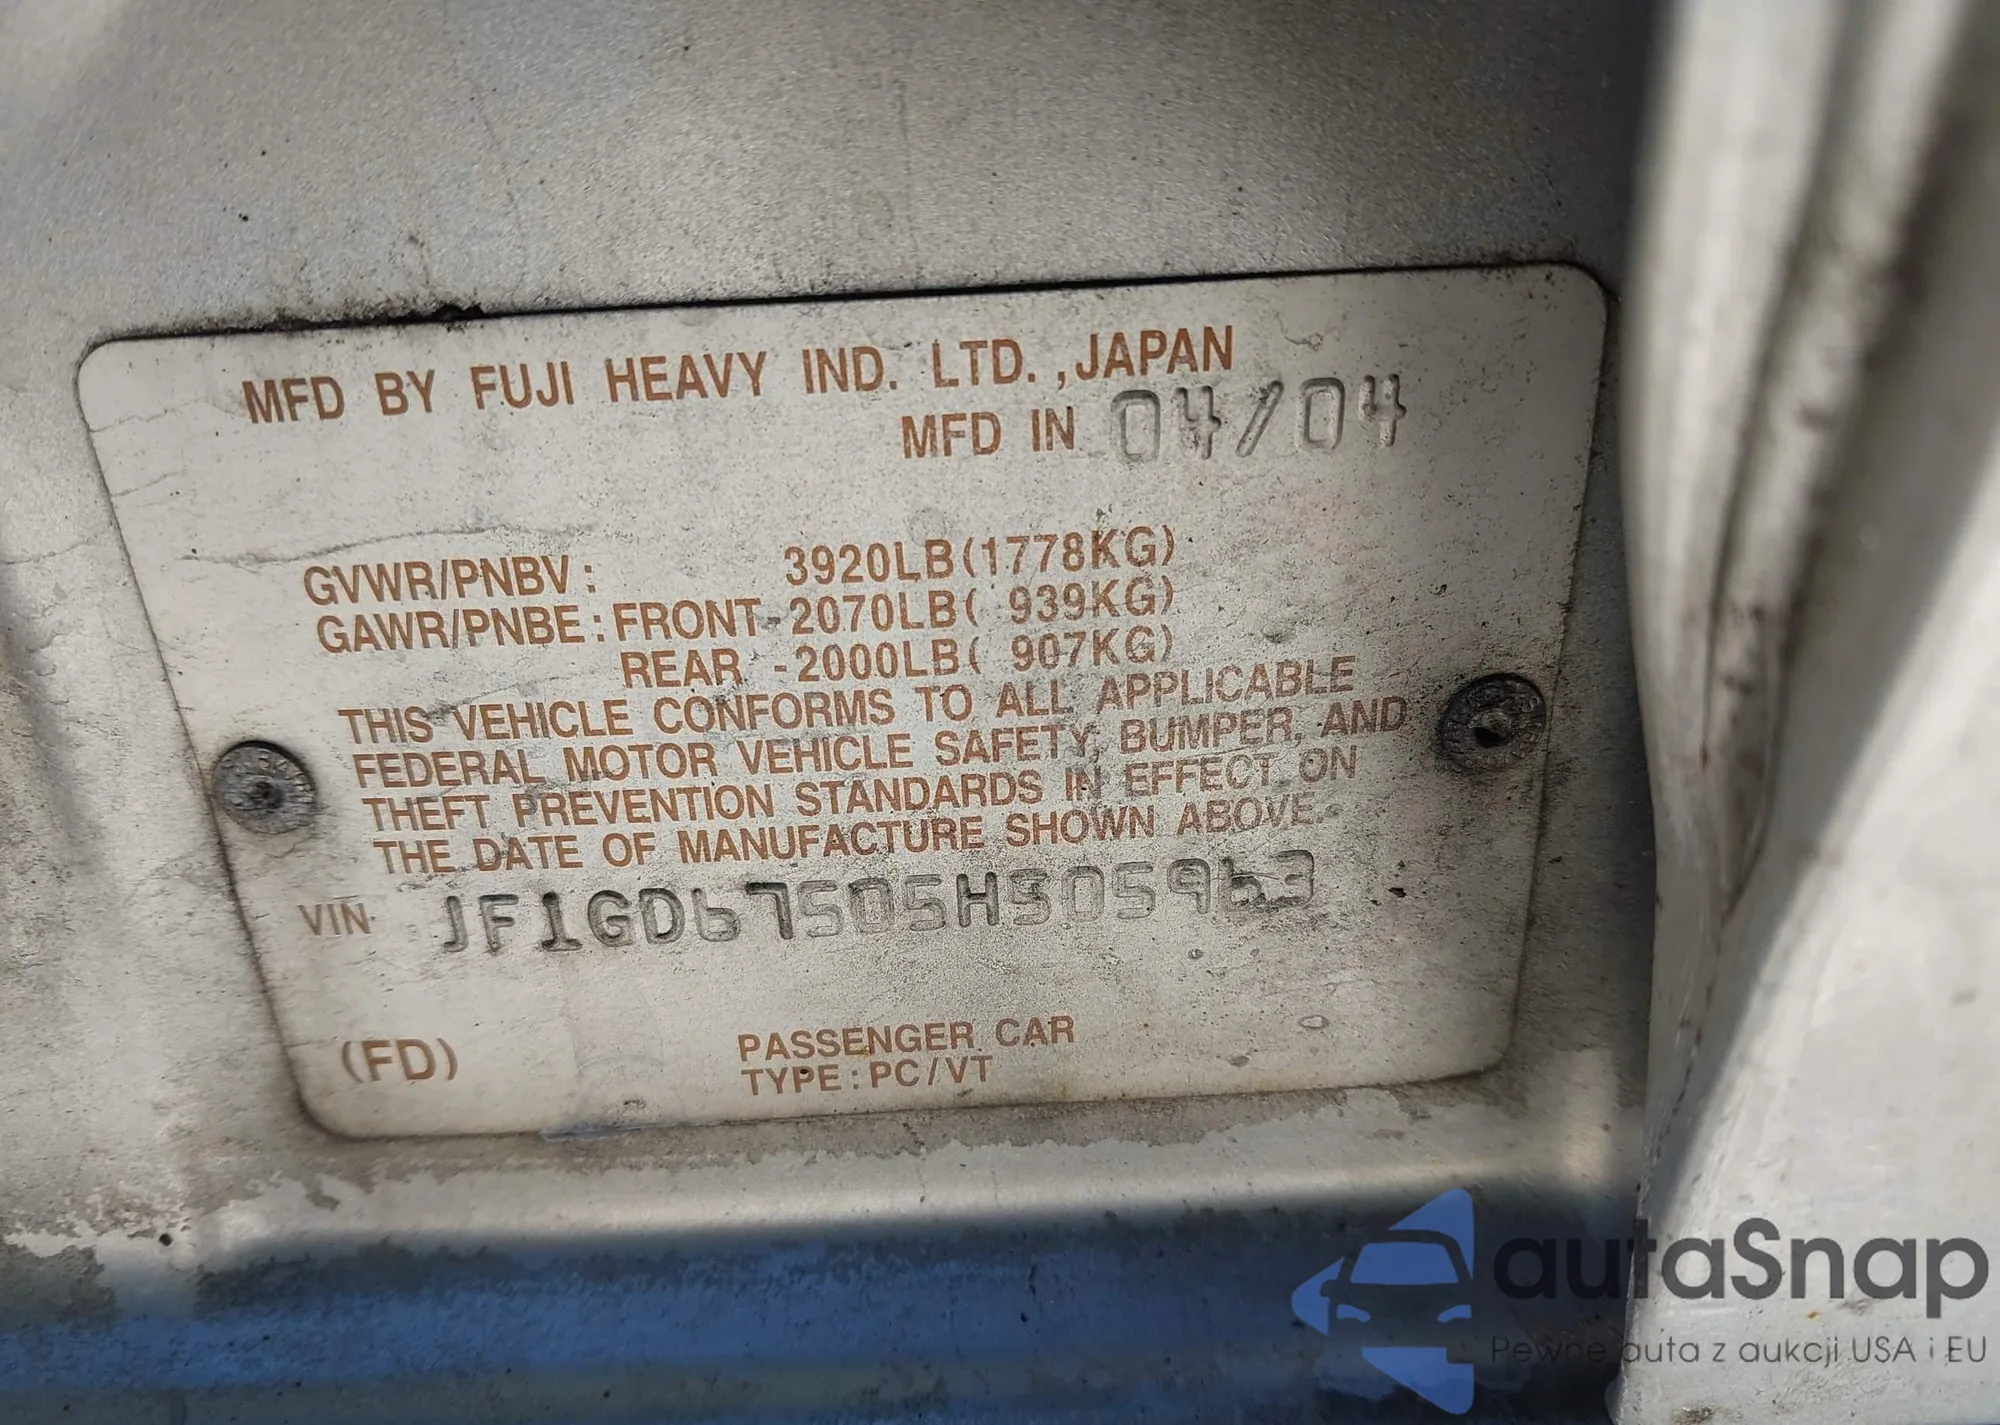 MFD BY FUJI HEAVY IND. LTD.,JAPAN
MFD IN 04/04
GVWR/PNBV: 3920LB(1778KG)
GAWR/PNBE:FRONT-2070LB( 939KG)
REAR -2000LB( 907KG)
THIS VEHICLE CONFORMS TO ALL APPLICABLE
FEDERAL MOTOR VEHICLE SAFETY, BUMPER, AND
THEFT PREVENTION STANDARDS IN EFFECT ON
THE DATE OF MANUFACTURE SHOWN ABOVE.
VIN JF1GD67505H505963
(FD)
PASSENGER CAR
TYPE:PC/VT
autaSnap
Pewne auta z aukcji USA i EU